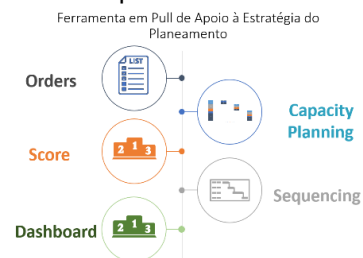 Ferramenta em Pull de Apoio à Estratégia do
Planeamento
LIST
Orders
Capacity
Planning
2 1 3
Score
Sequencing
2 1 3
Dashboard